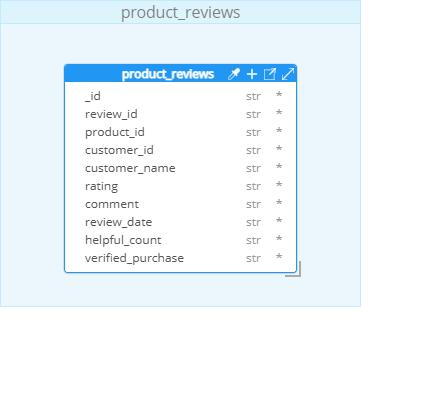 product_reviews
product_reviews
_id str *
review_id str *
product_id str *
customer_id str *
customer_name str *
rating str *
comment str *
review_date str *
helpful_count str *
verified_purchase str *